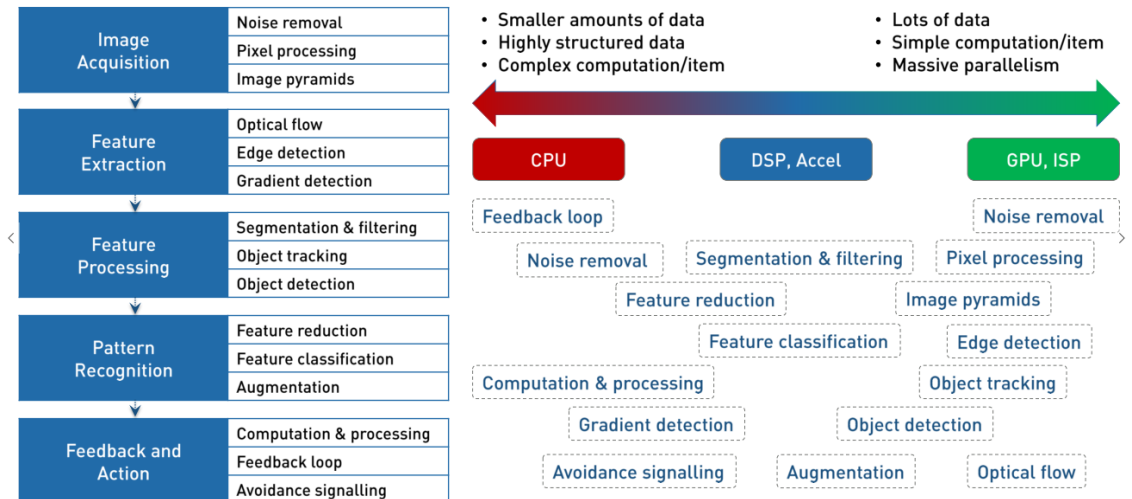 Image
Acquisition
Noise removal
Pixel processing
Image pyramids
Feature
Extraction
Optical flow
Edge detection
Gradient detection
Feature
Processing
Segmentation & filtering
Object tracking
Object detection
Pattern
Recognition
Feature reduction
Feature classification
Augmentation
Feedback and
Action
Computation & processing
Feedback loop
Avoidance signalling
• Smaller amounts of data
• Highly structured data
• Complex computation/item
• Lots of data
• Simple computation/item
• Massive parallelism
CPU
DSP, Accel
GPU, ISP
Feedback loop
Noise removal
Noise removal
Segmentation & filtering
Pixel processing
Feature reduction
Image pyramids
Feature classification
Edge detection
Computation & processing
Object tracking
Gradient detection
Object detection
Avoidance signalling
Augmentation
Optical flow